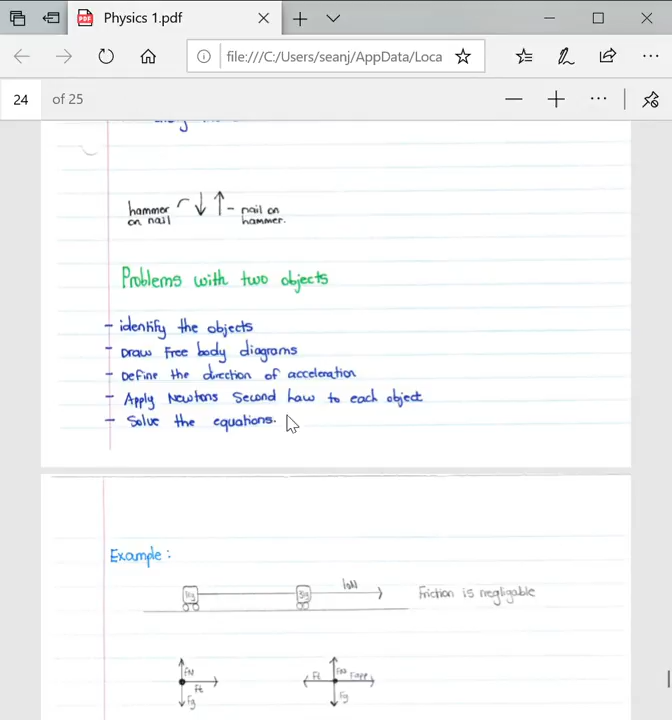 Physics 1.pdf
file:///C:/Users/seanj/AppData/Loca
24 of 25
hammer on nail
nail on hammer.
Problems with two objects
- identify the objects
- Draw free body diagrams
- Define the direction of acceleration
- Apply Newtons Second Law to each object
- Solve the equations.
Example:
3kg
Friction is negligable
FN
Ft
Fg
Ft FN Fapp
Fg